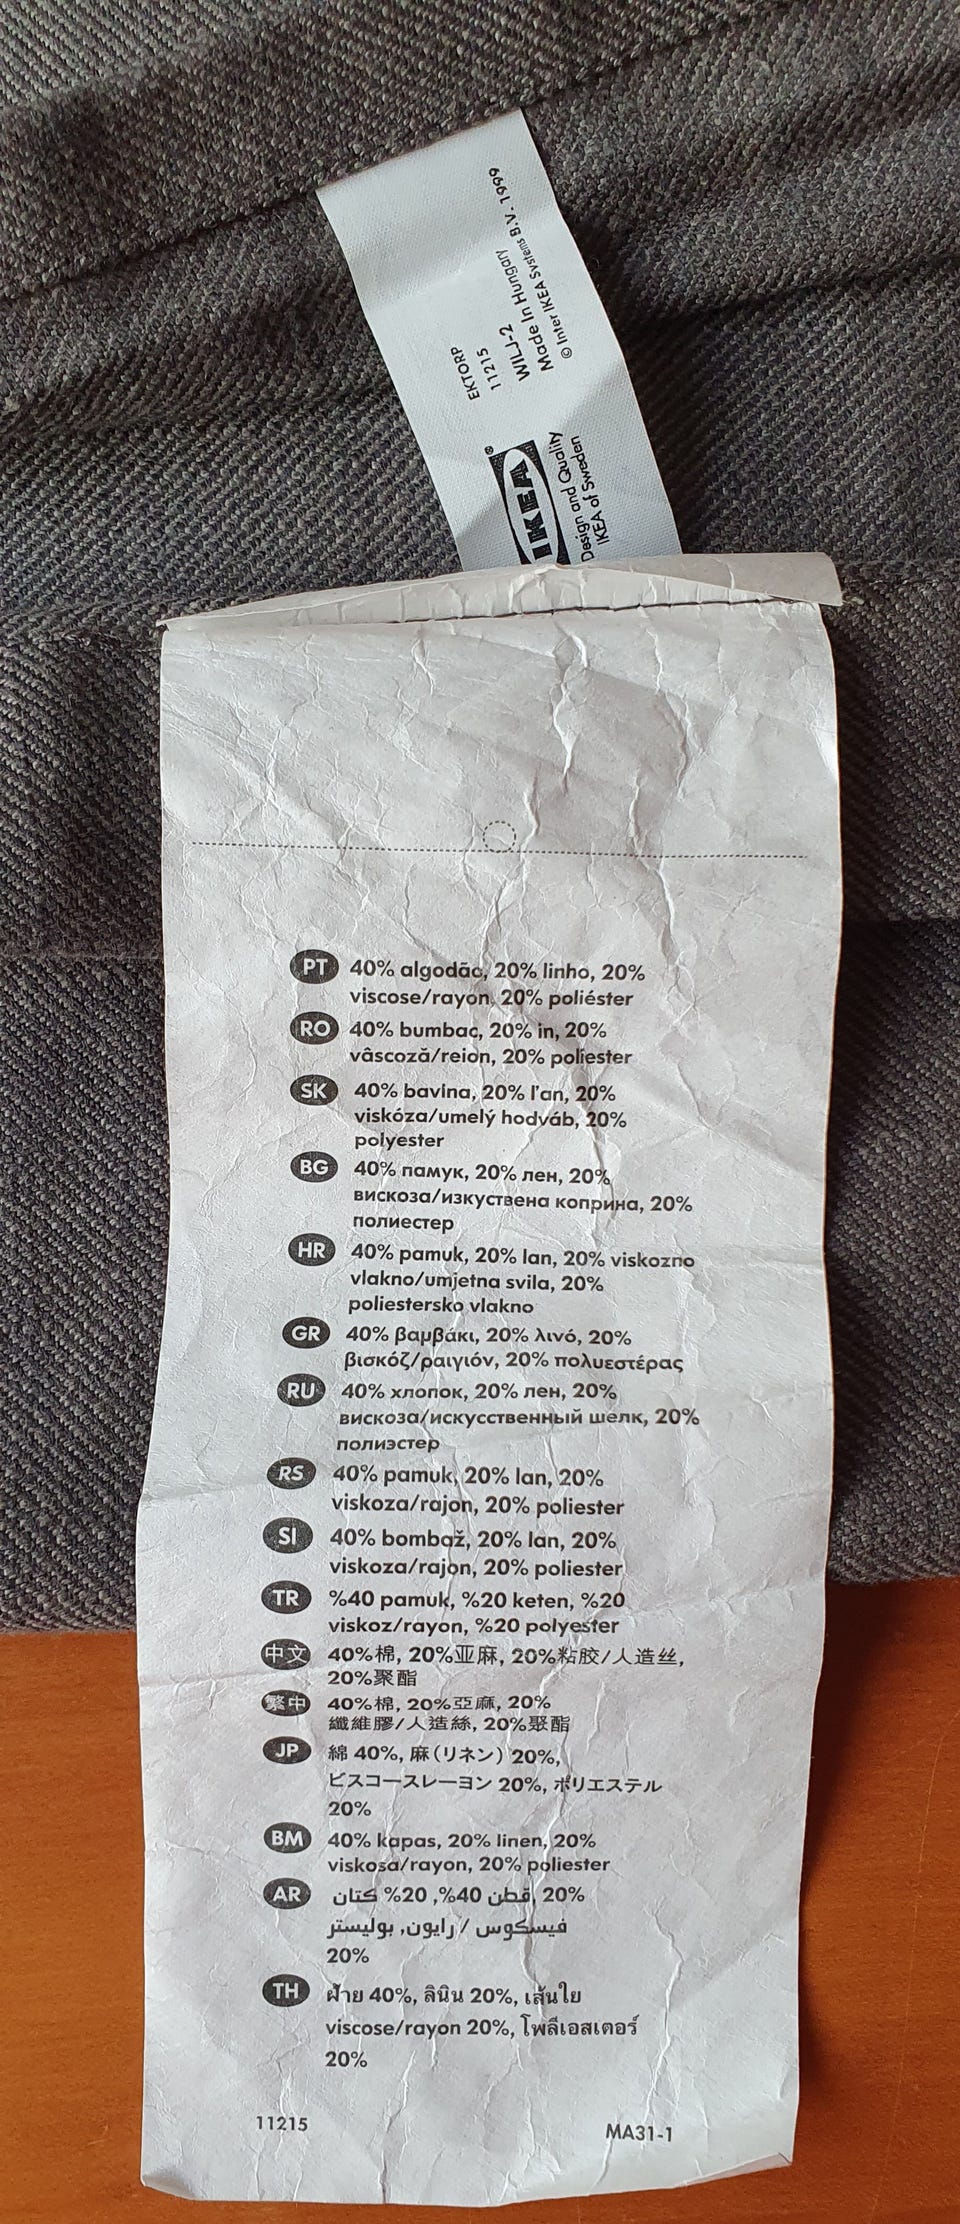 EKTORP
11215
WILJ-2
Made In Hungary
© Inter IKEA Systems B.V. 1999
IKEA®
Design and Quality
IKEA of Sweden
PT 40% algodão, 20% linho, 20%
viscose/rayon, 20% poliéster
RO 40% bumbac, 20% in, 20%
vâscoză/reion, 20% poliester
SK 40% bavlna, 20% ľan, 20%
viskóza/umelý hodváb, 20%
polyester
BG 40% памук, 20% лен, 20%
вискоза/изкуствена коприна, 20%
полиестер
HR 40% pamuk, 20% lan, 20% viskozno
vlakno/umjetna svila, 20%
poliestersko vlakno
GR 40% βαμβάκι, 20% λινό, 20%
βισκόζ/ραιγιόν, 20% πολυεστέρας
RU 40% хлопок, 20% лен, 20%
вискоза/искусственный шелк, 20%
полиэстер
RS 40% pamuk, 20% lan, 20%
viskoza/rajon, 20% poliester
SI 40% bombaž, 20% lan, 20%
viskoza/rajon, 20% poliester
TR %40 pamuk, %20 keten, %20
viskoz/rayon, %20 polyester
中文 40%棉, 20%亚麻, 20%粘胶/人造丝,
20%聚酯
繁中 40%棉, 20%亞麻, 20%
纖維膠/人造絲, 20%聚酯
JP 綿 40%, 麻(リネン) 20%,
ビスコースレーヨン 20%, ポリエステル
20%
BM 40% kapas, 20% linen, 20%
viskosa/rayon, 20% poliester
AR قطن 40%, 20% كتان, 20%
فيسكوس / رايون, بوليستر
20%
TH ฝ้าย 40%, ลินิน 20%, เส้นใย
viscose/rayon 20%, โพลีเอสเตอร์
20%
11215 MA31-1